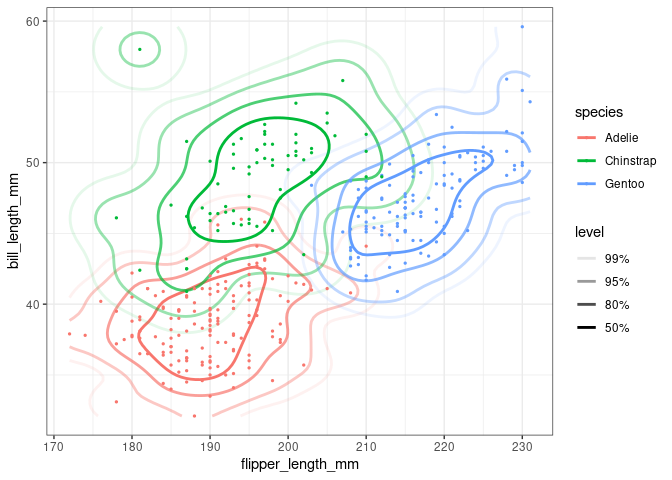 60
50
40
bill_length_mm
170
180
190
200
210
220
230
flipper_length_mm
species
Adelie
Chinstrap
Gentoo
level
99%
95%
80%
50%